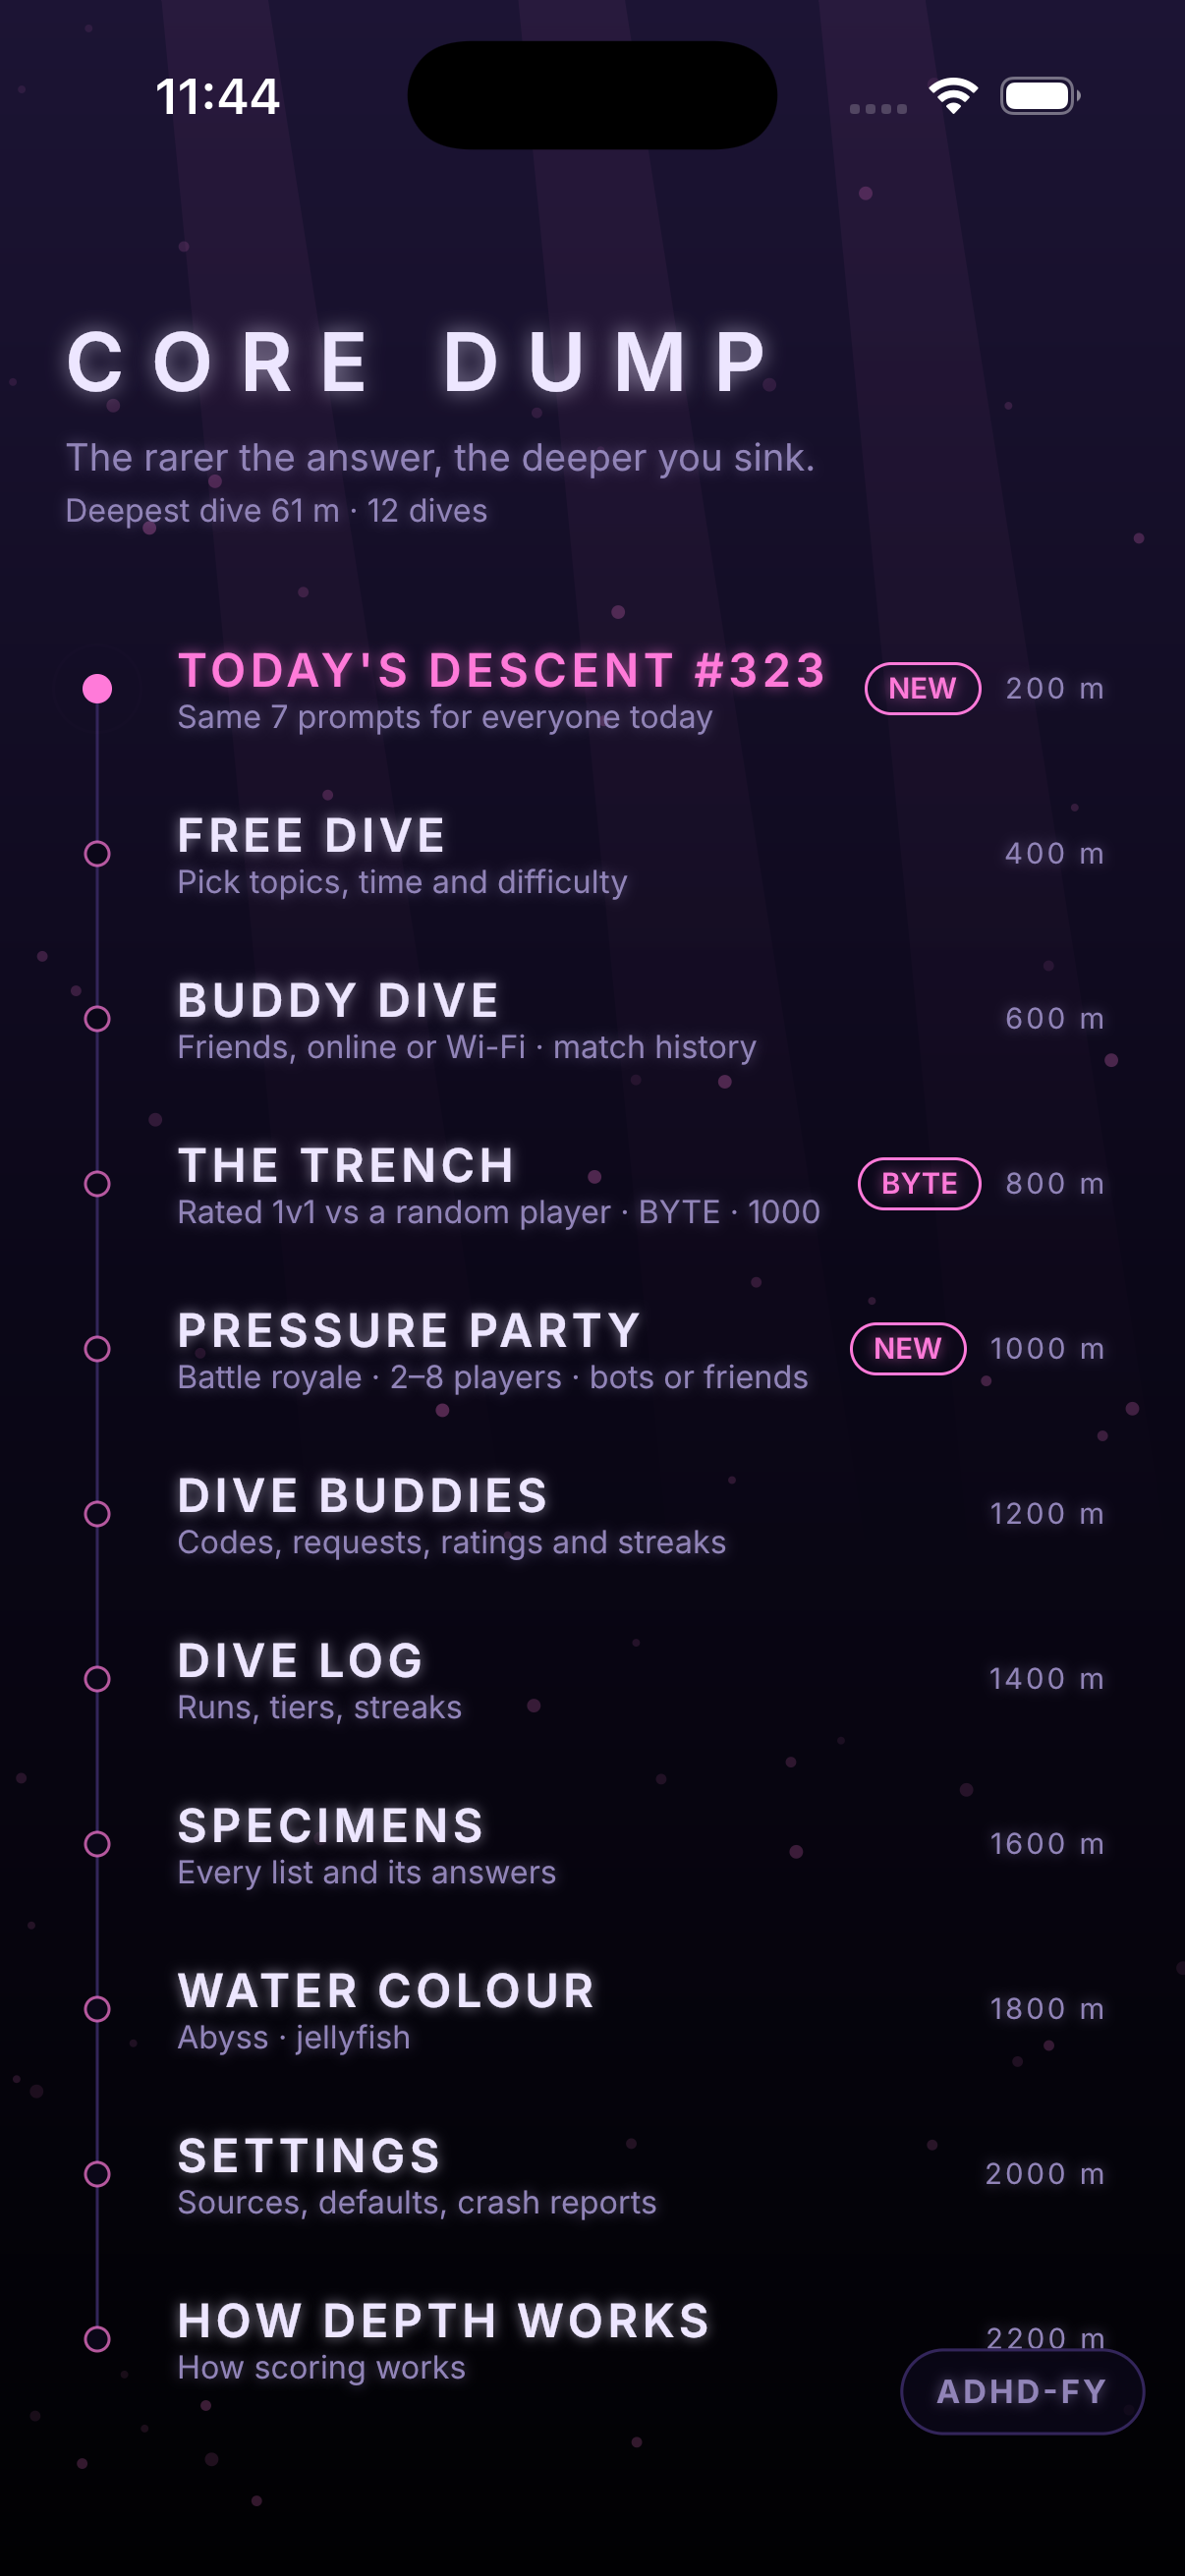 11:44
CORE DUMP
The rarer the answer, the deeper you sink.
Deepest dive 61 m · 12 dives
TODAY'S DESCENT #323
Same 7 prompts for everyone today
NEW
200 m
FREE DIVE
Pick topics, time and difficulty
400 m
BUDDY DIVE
Friends, online or Wi-Fi · match history
600 m
THE TRENCH
Rated 1v1 vs a random player · BYTE · 1000
BYTE
800 m
PRESSURE PARTY
Battle royale · 2–8 players · bots or friends
NEW
1000 m
DIVE BUDDIES
Codes, requests, ratings and streaks
1200 m
DIVE LOG
Runs, tiers, streaks
1400 m
SPECIMENS
Every list and its answers
1600 m
WATER COLOUR
Abyss · jellyfish
1800 m
SETTINGS
Sources, defaults, crash reports
2000 m
HOW DEPTH WORKS
How scoring works
2200 m
ADHD-FY